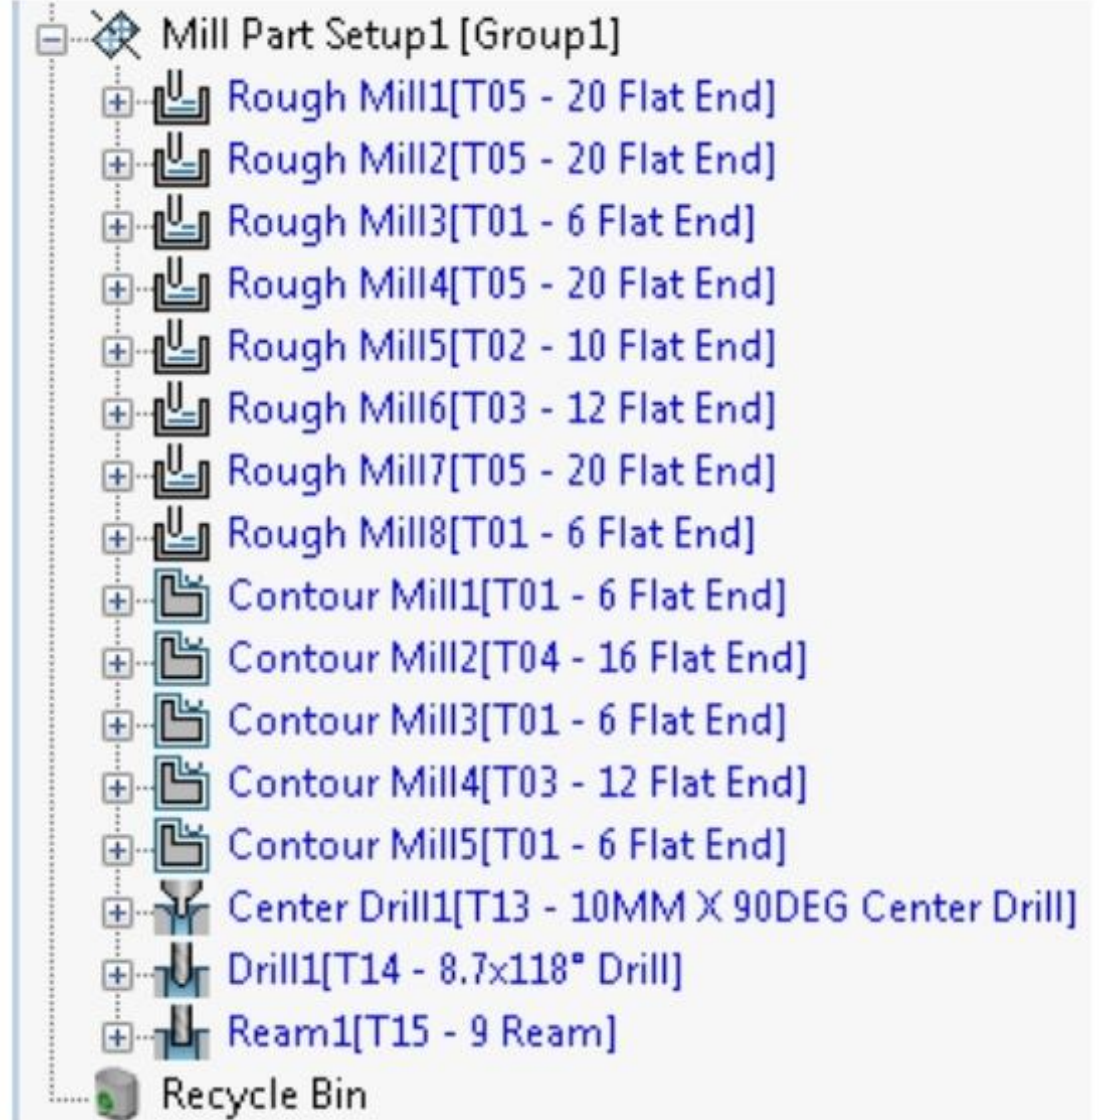 Mill Part Setup1 [Group1]
Rough Mill1[T05 - 20 Flat End]
Rough Mill2[T05 - 20 Flat End]
Rough Mill3[T01 - 6 Flat End]
Rough Mill4[T05 - 20 Flat End]
Rough Mill5[T02 - 10 Flat End]
Rough Mill6[T03 - 12 Flat End]
Rough Mill7[T05 - 20 Flat End]
Rough Mill8[T01 - 6 Flat End]
Contour Mill1[T01 - 6 Flat End]
Contour Mill2[T04 - 16 Flat End]
Contour Mill3[T01 - 6 Flat End]
Contour Mill4[T03 - 12 Flat End]
Contour Mill5[T01 - 6 Flat End]
Center Drill1[T13 - 10MM X 90DEG Center Drill]
Drill1[T14 - 8.7x118° Drill]
Ream1[T15 - 9 Ream]
Recycle Bin